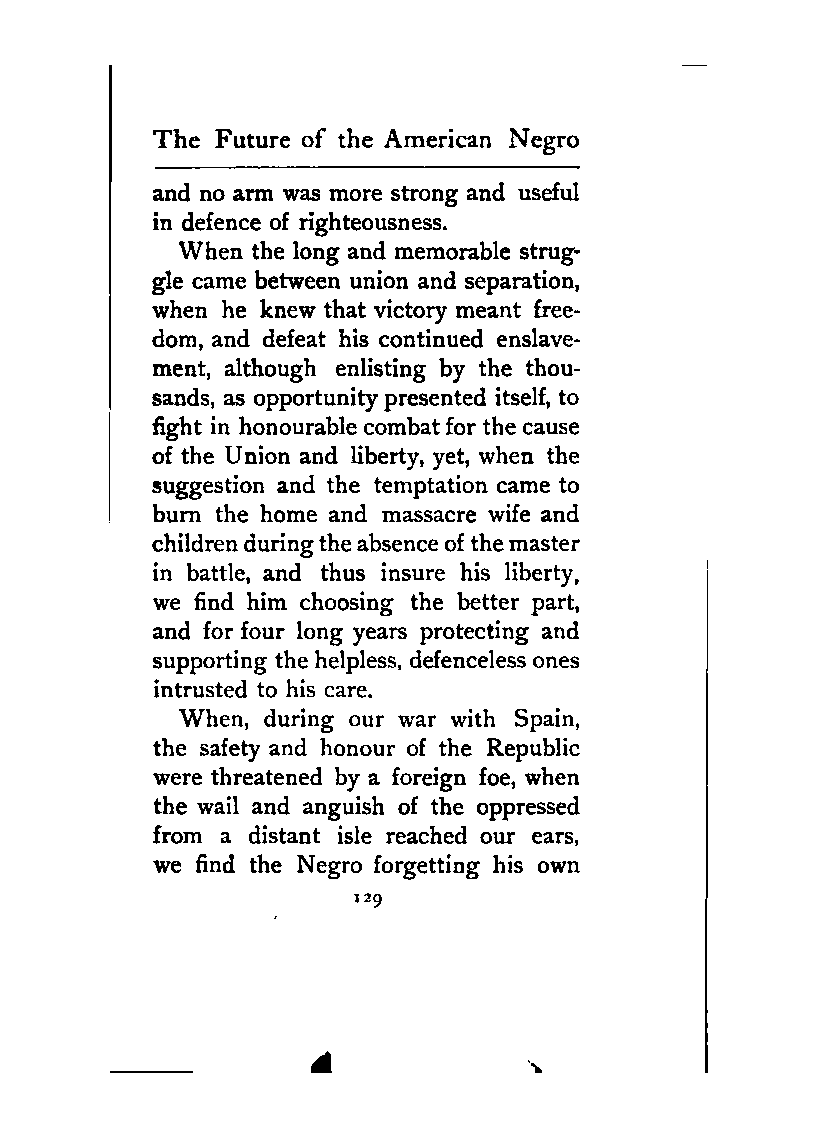 The Future of the American Negro
and no arm was more strong and useful
in defence of righteousness.
When the long and memorable strug-
gle came between union and separation,
when he knew that victory meant free-
dom, and defeat his continued enslave-
ment, although enlisting by the thou-
sands, as opportunity presented itself, to
fight in honourable combat for the cause
of the Union and liberty, yet, when the
suggestion and the temptation came to
burn the home and massacre wife and
children during the absence of the master
in battle, and thus insure his liberty,
we find him choosing the better part,
and for four long years protecting and
supporting the helpless, defenceless ones
intrusted to his care.
When, during our war with Spain,
the safety and honour of the Republic
were threatened by a foreign foe, when
the wail and anguish of the oppressed
from a distant isle reached our ears,
we find the Negro forgetting his own
129